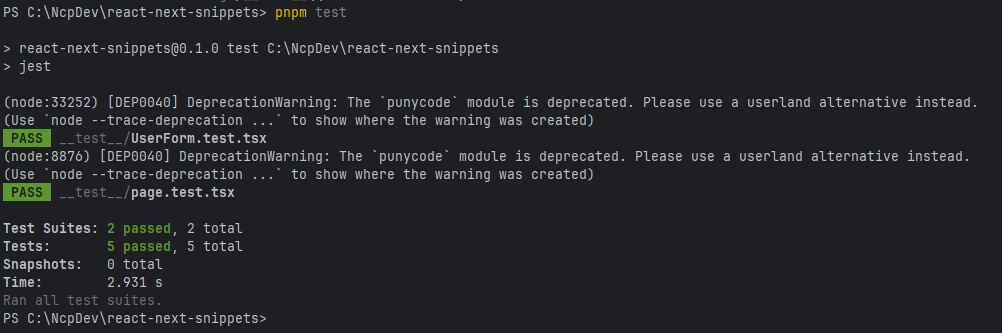 PS C:\NcpDev\react-next-snippets> pnpm test
> react-next-snippets@0.1.0 test C:\NcpDev\react-next-snippets
> jest
(node:33252) [DEP0040] DeprecationWarning: The `punycode` module is deprecated. Please use a userland alternative instead.
(Use `node --trace-deprecation ...` to show where the warning was created)
PASS __test__/UserForm.test.tsx
(node:8876) [DEP0040] DeprecationWarning: The `punycode` module is deprecated. Please use a userland alternative instead.
(Use `node --trace-deprecation ...` to show where the warning was created)
PASS __test__/page.test.tsx
Test Suites: 2 passed, 2 total
Tests: 5 passed, 5 total
Snapshots: 0 total
Time: 2.931 s
Ran all test suites.
PS C:\NcpDev\react-next-snippets>